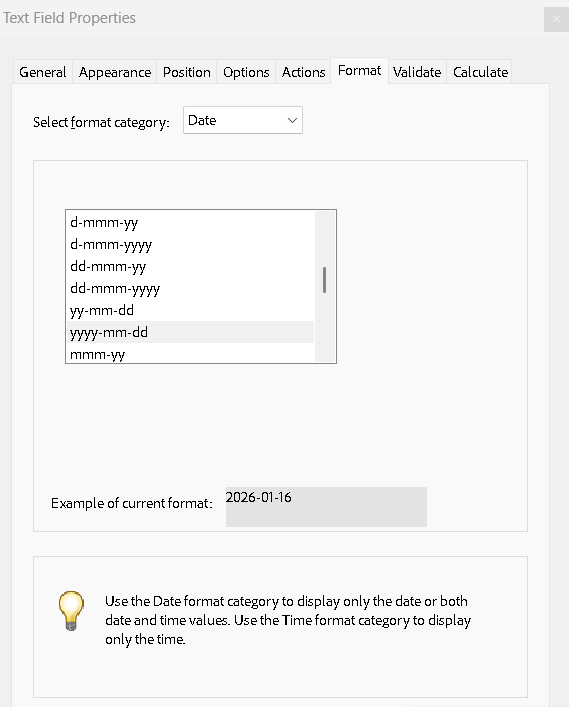 Text Field Properties
General Appearance Position Options Actions Format Validate Calculate
Select format category: Date
d-mmm-yy
d-mmm-yyyy
dd-mmm-yy
dd-mmm-yyyy
yy-mm-dd
yyyy-mm-dd
mmm-yy
Example of current format: 2026-01-16
Use the Date format category to display only the date or both
date and time values. Use the Time format category to display
only the time.